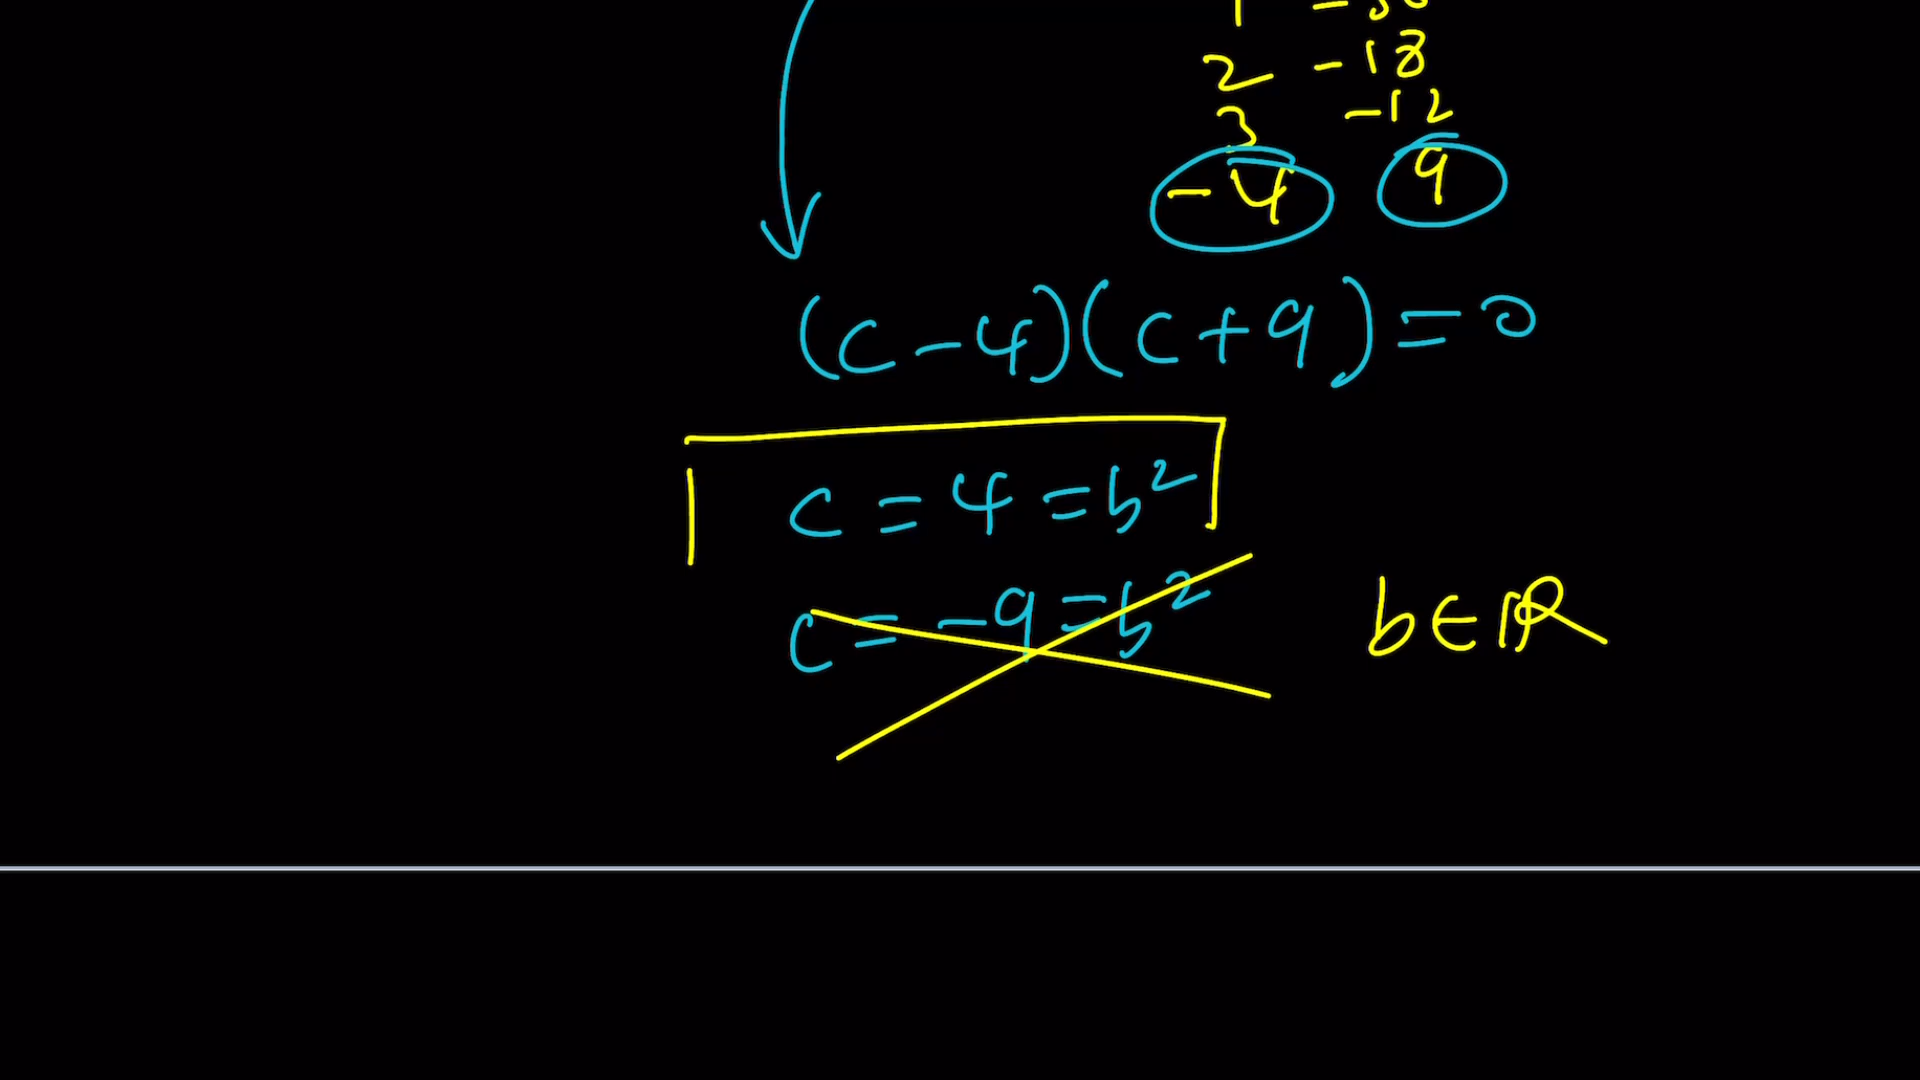 2 -18
3 -12
-4 9
(c-4)(c+9)=0
c = 4 = b²
c = -9 = b²
b∈ℝ